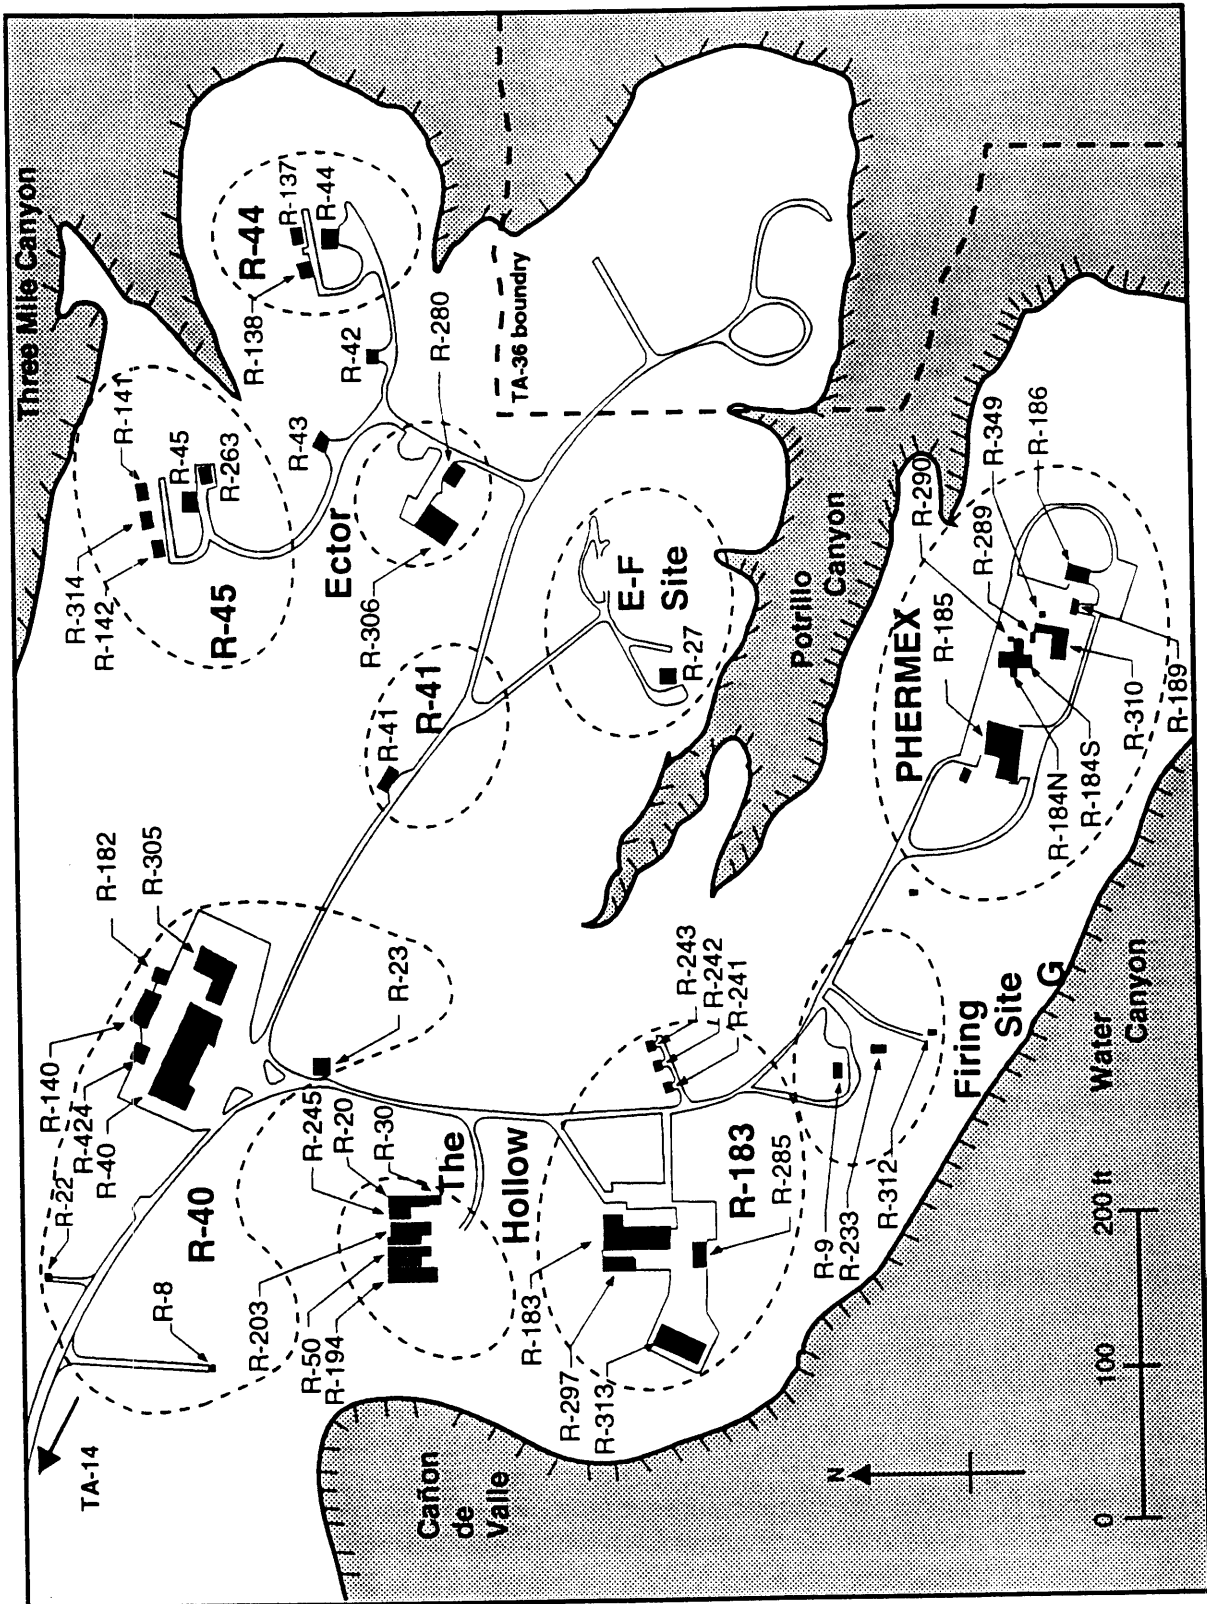 Three Mile Canyon
R-44
R-137
R-44
R-138
R-42
R-280
TA-36 boundry
R-141
R-45
R-263
R-43
R-314
R-142
R-45
Ector
R-306
E-F
Site
R-27
R-41
R-41
Potrillo
Canyon
R-290
R-349
R-186
R-289
R-185
PHERMEX
R-184N
R-184S
R-310
R-189
R-182
R-305
R-140
R-424
R-40
R-22
R-40
R-8
R-23
R-245
R-20
R-30
The
Hollow
R-203
R-50
R-194
R-243
R-242
R-241
R-183
R-285
R-183
R-297
R-313
Firing
Site
G
R-9
R-233
R-312
Water
Canyon
Cañon
de
Valle
TA-14
N
0
100
200 ft